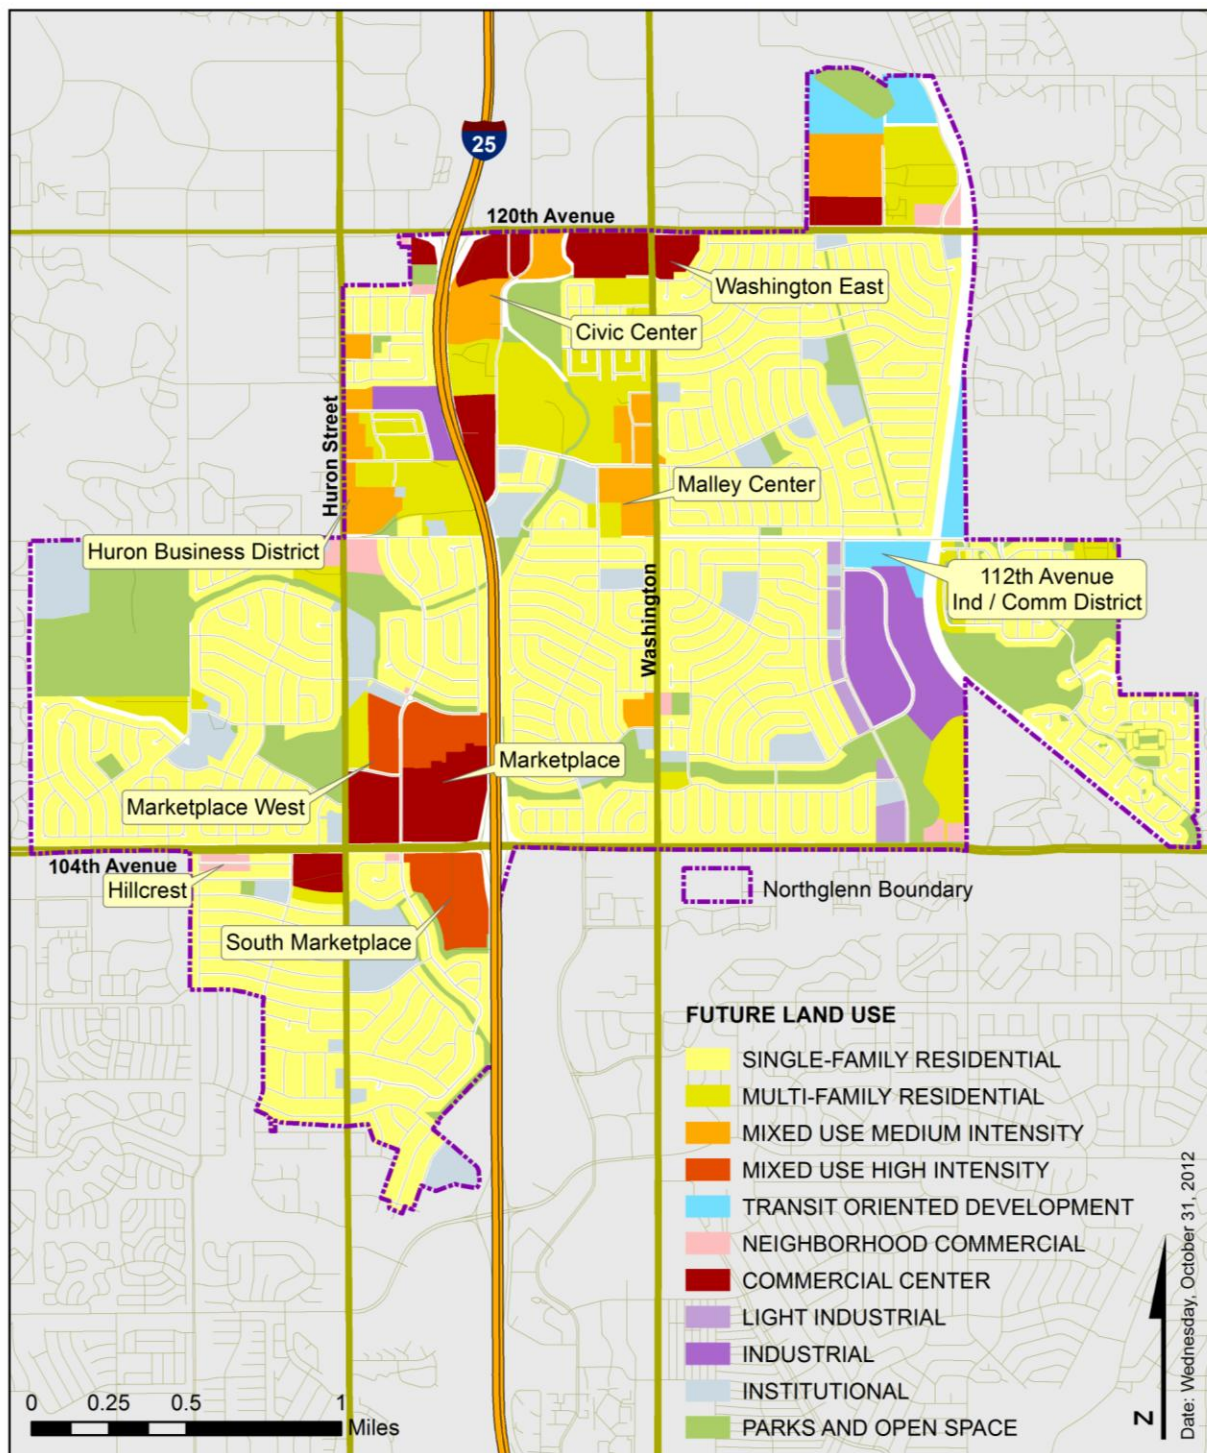 25
120th Avenue
Washington East
Civic Center
Huron Street
Malley Center
Huron Business District
112th Avenue
Ind / Comm District
Washington
Marketplace
Marketplace West
104th Avenue
Hillcrest
Northglenn Boundary
South Marketplace
FUTURE LAND USE
SINGLE-FAMILY RESIDENTIAL
MULTI-FAMILY RESIDENTIAL
MIXED USE MEDIUM INTENSITY
MIXED USE HIGH INTENSITY
TRANSIT ORIENTED DEVELOPMENT
NEIGHBORHOOD COMMERCIAL
COMMERCIAL CENTER
LIGHT INDUSTRIAL
INDUSTRIAL
INSTITUTIONAL
PARKS AND OPEN SPACE
0 0.25 0.5 1
Miles
N
Date: Wednesday, October 31, 2012